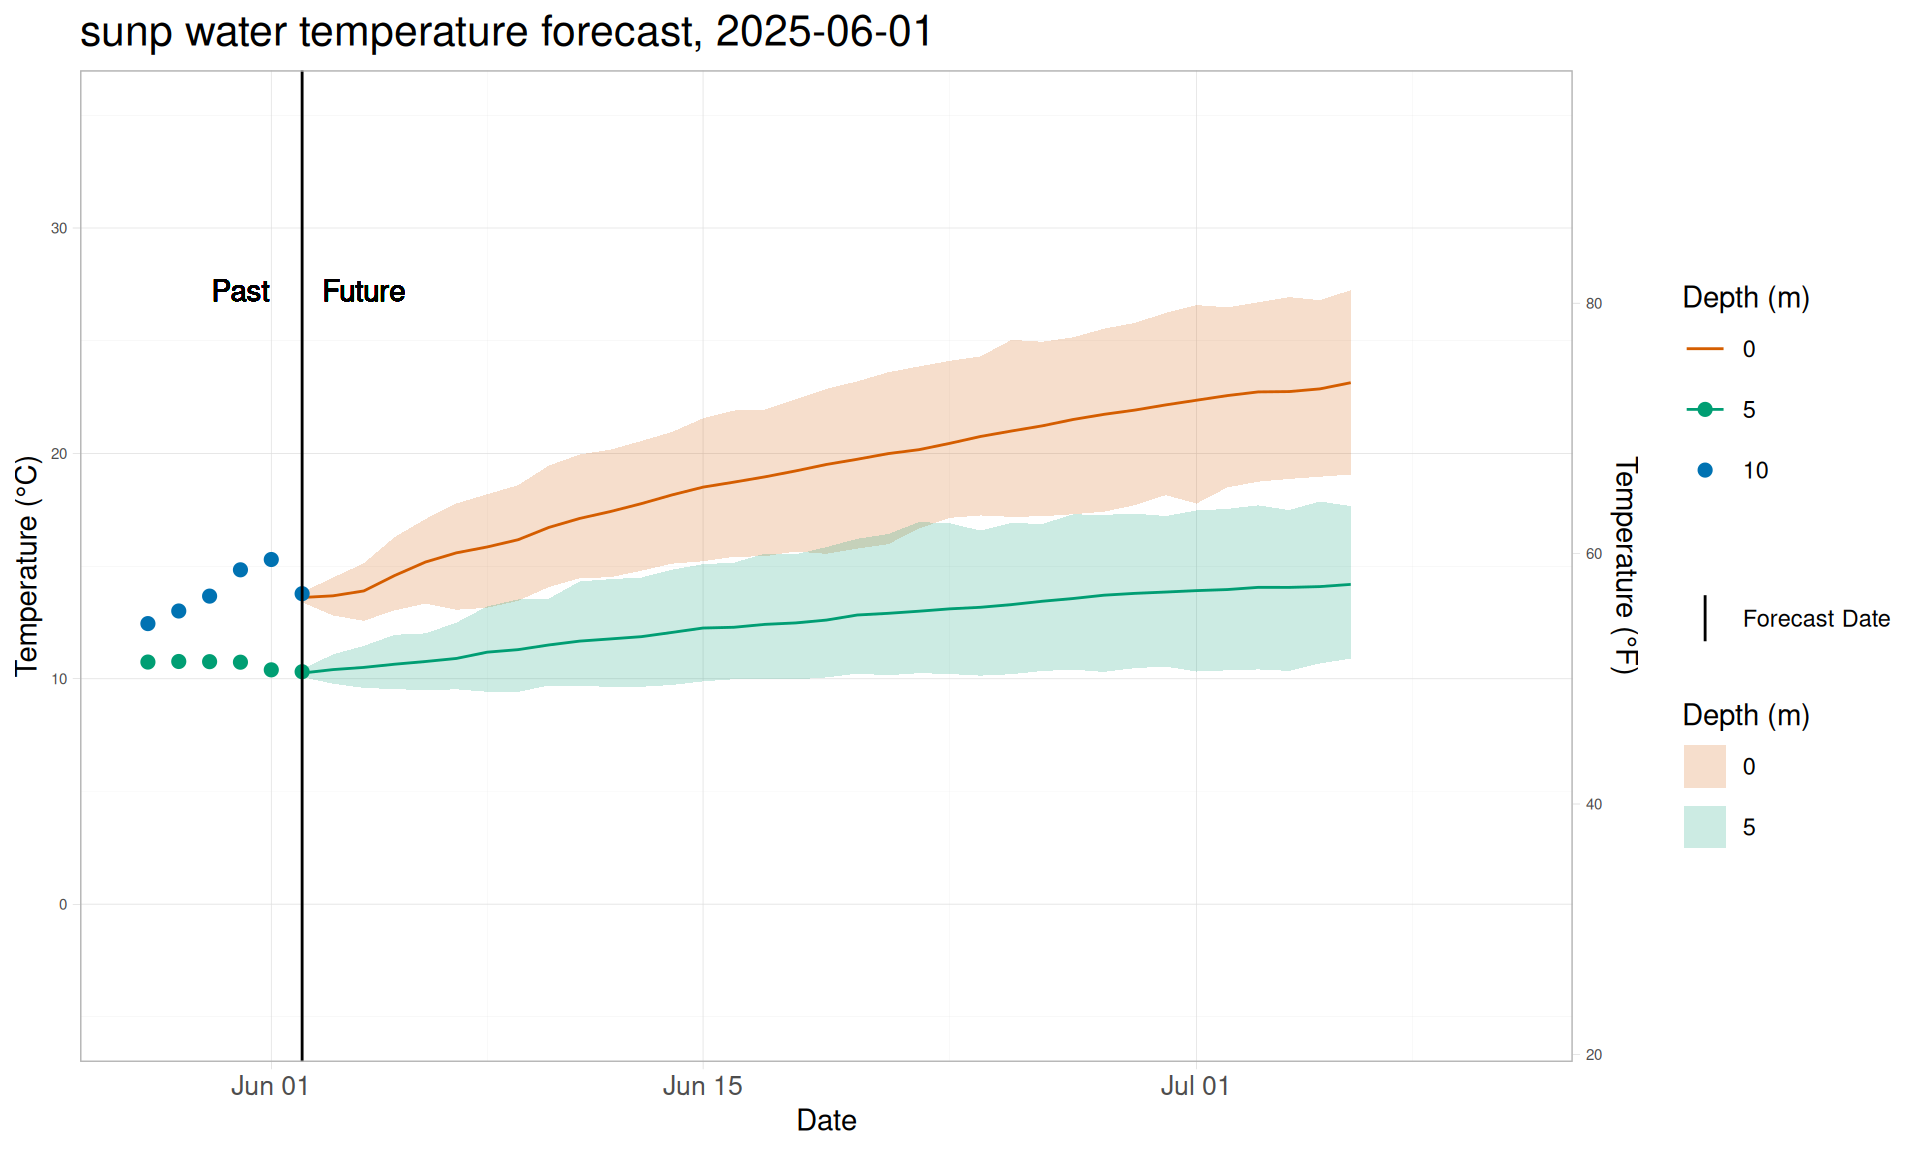 sunp water temperature forecast, 2025-06-01
Past
Future
Temperature (°C)
30
20
10
0
Temperature (°F)
80
60
40
20
Jun 01
Jun 15
Jul 01
Date
Depth (m)
0
5
10
Forecast Date
Depth (m)
0
5